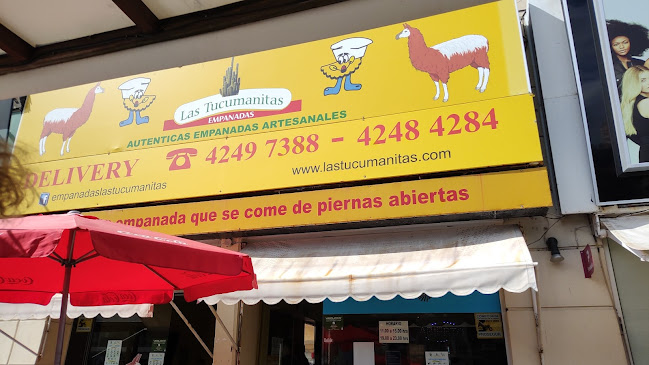 Las Tucumanitas
EMPANADAS
AUTENTICAS EMPANADAS ARTESANALES
DELIVERY 4249 7388 - 4248 4284
empanadaslastucumanitas
www.lastucumanitas.com
empanada que se come de piernas abiertas
HORARIO